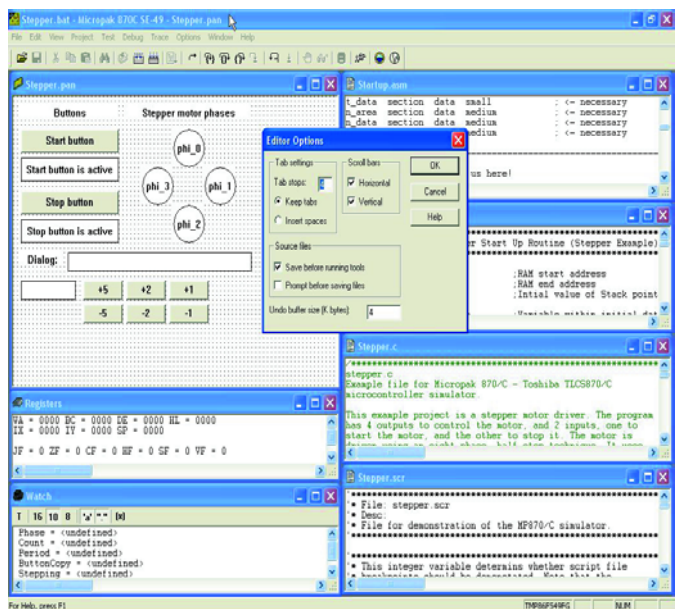 Stepper.bat - Micropak 870C SE-49 - Stepper.pan
File Edit View Project Test Debug Trace Options Window Help
Stepper.pan
Buttons
Stepper motor phases
Start button
Start button is active
Stop button
Stop button is active
phi_0
phi_3
phi_1
phi_2
Dialog:
+5 +2 +1
-5 -2 -1
Registers
WA = 0000 BC = 0000 DE = 0000 HL = 0000
IX = 0000 IY = 0000 SP = 0000
JF = 0 ZF = 0 CF = 0 HF = 0 SF = 0 VF = 0
Watch
T 16 10 8 "a" "." [x]
Phase = <undefined>
Count = <undefined>
Period = <undefined>
ButtonCopy = <undefined>
Stepping = <undefined>
Editor Options
Tab settings
Tab stops:
Keep tabs
Insert spaces
Scroll bars
Horizontal
Vertical
OK
Cancel
Help
Source files
Save before running tools
Prompt before saving files
Undo buffer size (K bytes):
4
Startup.asm
t_data section data small ; <- necessary
n_area section data medium ; <- necessary
n_data section data medium ; <- necessary
medium ; <- necessary
us here!
er Start Up Routine (Stepper Example)
;RAM start address
;RAM end address
;Intial value of Stack point
;Variable within initial dat
Stepper.c
stepper.c
Example file for Micropak 870/C - Toshiba TLCS870/C
microcontroller simulator.
This example project is a stepper motor driver. The program
has 4 outputs to control the motor, and 2 inputs, one to
start the motor, and the other to stop it. The motor is
Stepper.scr
'* File: stepper.scr
'* Desc:
'* File for demonstration of the MP870/C simulator.
'* This integer variable determins whether script file
For Help, press F1
TMP86FS49FG
NUM